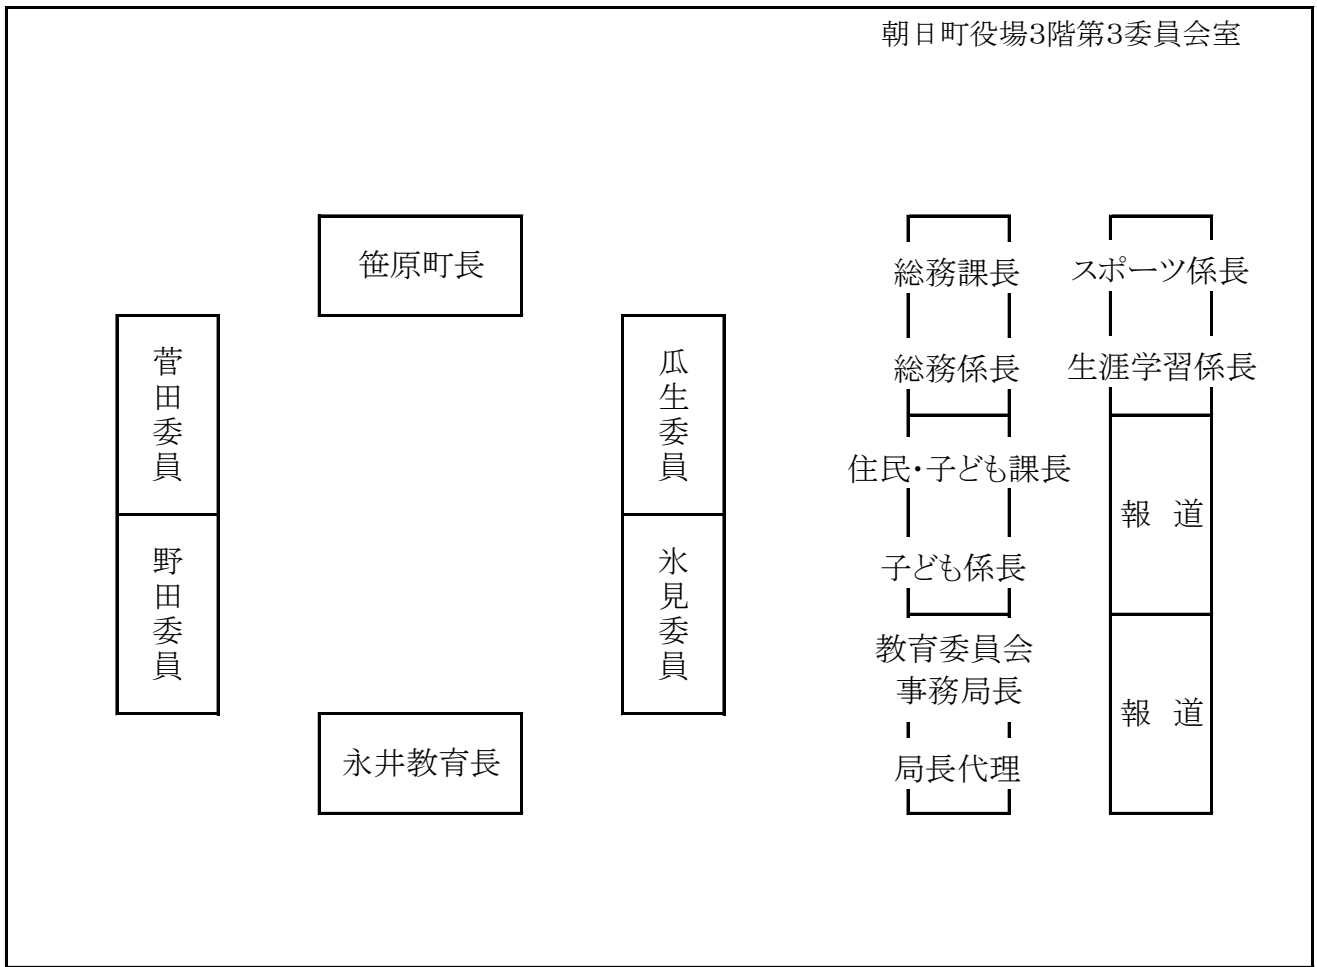 朝日町役場3階第3委員会室
笹原町長
菅田委員
野田委員
瓜生委員
氷見委員
永井教育長
総務課長
総務係長
住民・子ども課長
子ども係長
教育委員会
事務局長
局長代理
スポーツ係長
生涯学習係長
報 道
報 道